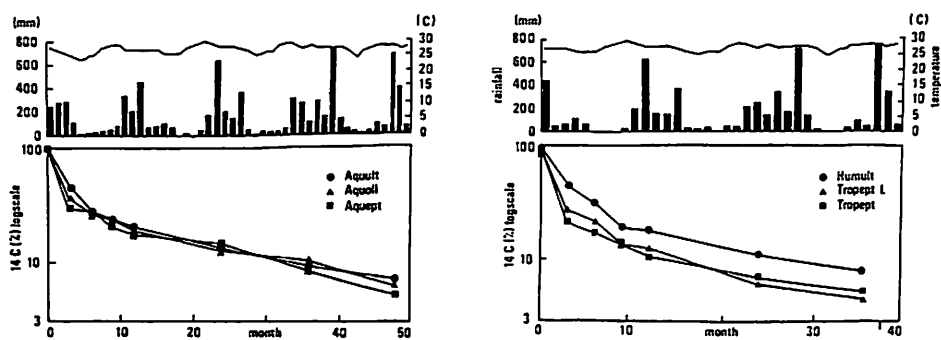 (mm) (C)
800 30
600 25
20
400 15
200 10
5
0 0
100
14 C (%) logscale
10
3
● Aquult
▲ Aquoll
■ Aquept
0 10 20 month 40 50
(mm) (C)
rainfall
temperature
800 30
600 25
20
400 15
200 10
5
0 0
100
14 C (%) logscale
10
3
● Humult
▲ Tropept L
■ Tropept
0 10 month 30 40